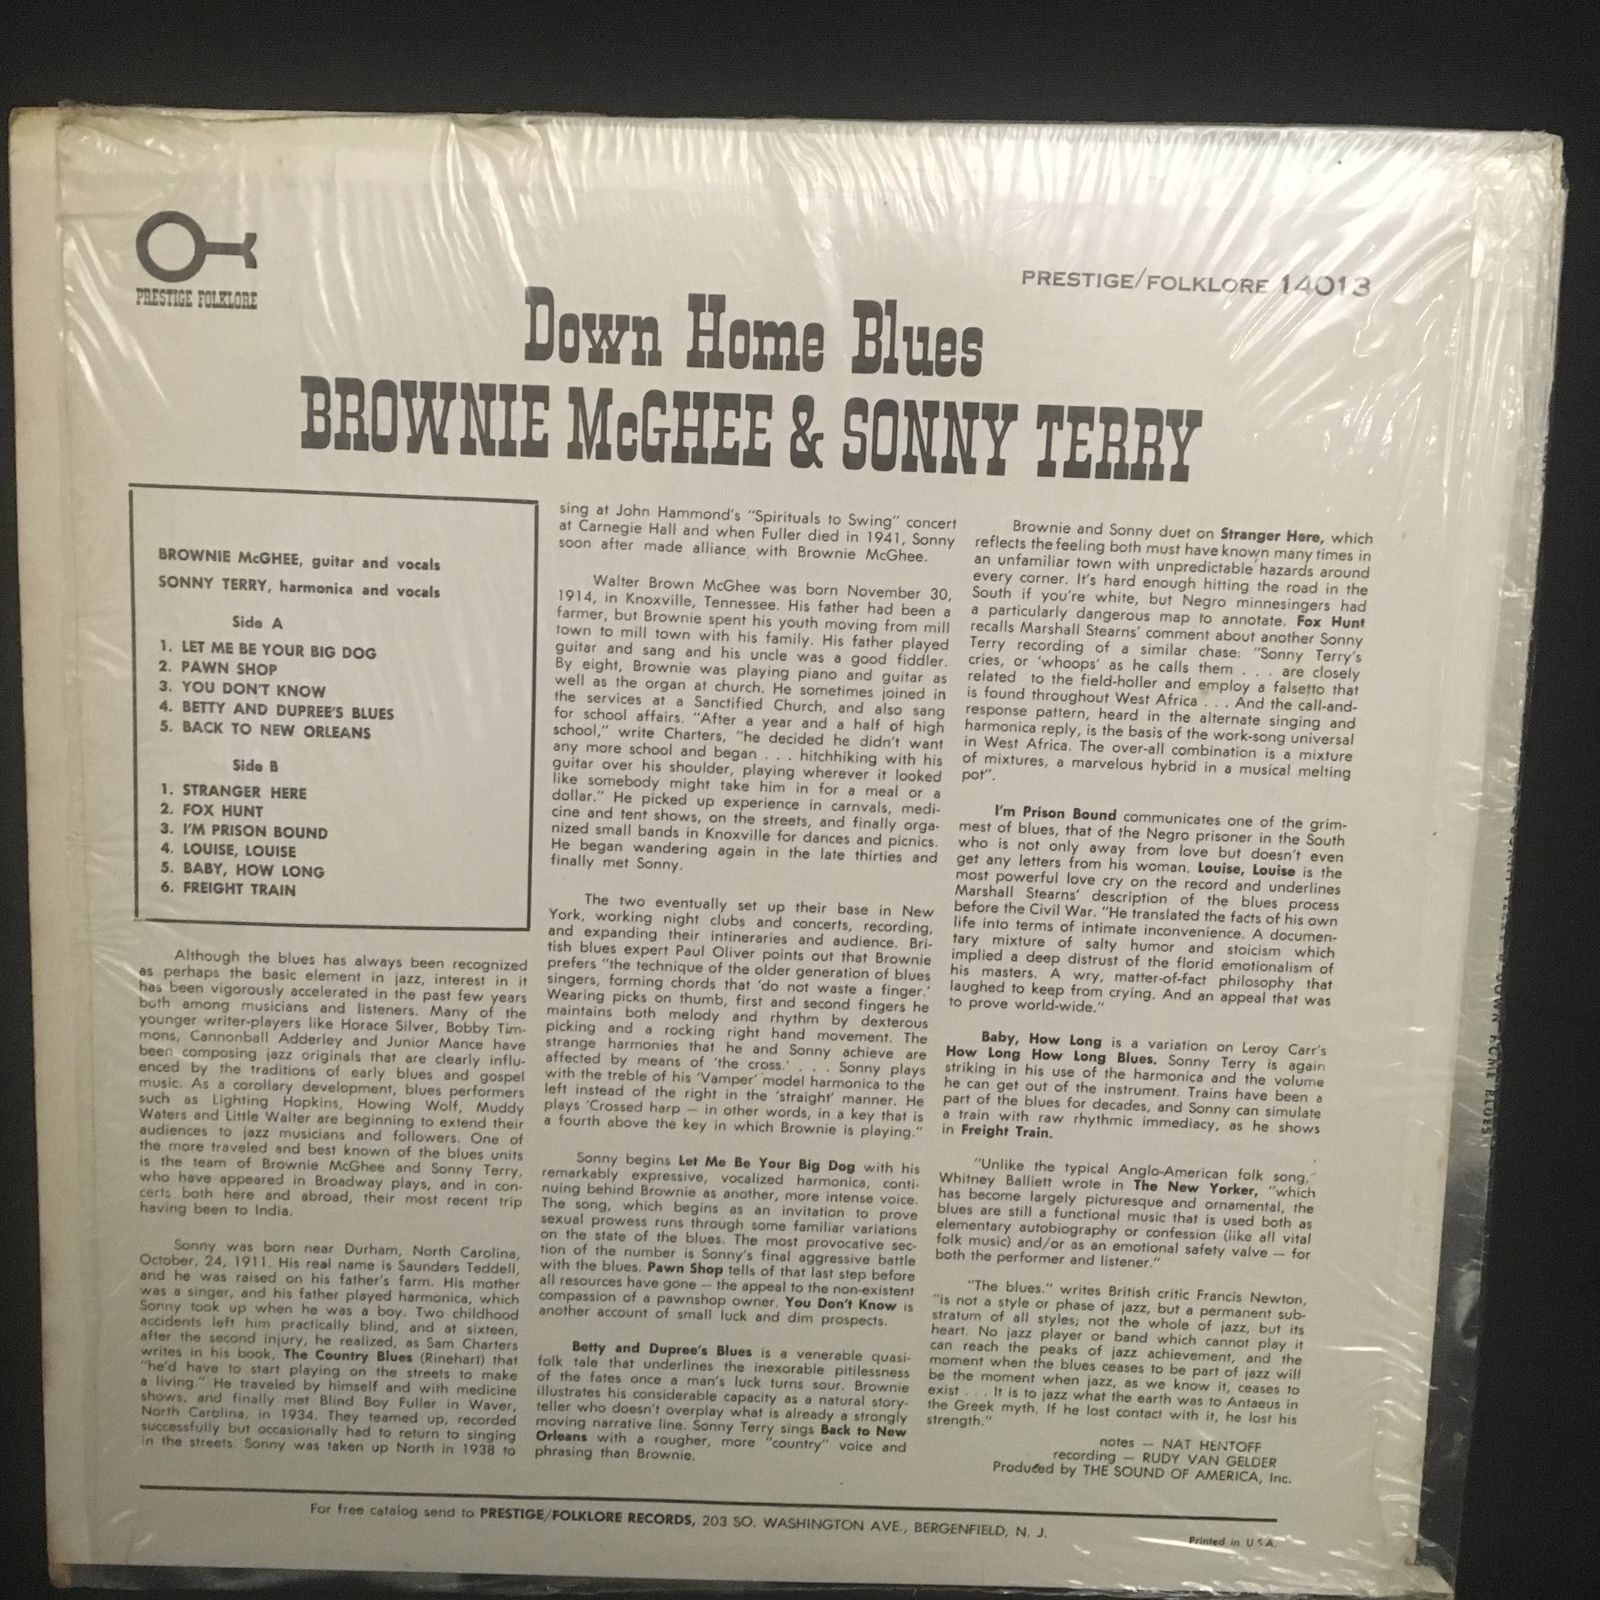 PRESTIGE FOLKLORE
PRESTIGE/FOLKLORE 14013
Down Home Blues
BROWNIE McGHEE & SONNY TERRY
BROWNIE McGHEE, guitar and vocals
SONNY TERRY, harmonica and vocals
Side A
1. LET ME BE YOUR BIG DOG
2. PAWN SHOP
3. YOU DON'T KNOW
4. BETTY AND DUPREE'S BLUES
5. BACK TO NEW ORLEANS
Side B
1. STRANGER HERE
2. FOX HUNT
3. I'M PRISON BOUND
4. LOUISE, LOUISE
5. BABY, HOW LONG
6. FREIGHT TRAIN
Although the blues has always been recognized
as perhaps the basic element in jazz, interest in it
has been vigorously accelerated in the past few years
both among musicians and listeners. Many of the
younger writer-players like Horace Silver, Bobby Tim-
mons, Cannonball Adderley and Junior Mance have
been composing jazz originals that are clearly influ-
enced by the traditions of early blues and gospel
music. As a corollary development, blues performers
such as Lighting Hopkins, Howing Wolf, Muddy
Waters and Little Walter are beginning to extend their
audiences to jazz musicians and followers. One of
the more traveled and best known of the blues units
is the team of Brownie McGhee and Sonny Terry,
who have appeared in Broadway plays, and in con-
certs both here and abroad, their most recent trip
having been to India.
Sonny was born near Durham, North Carolina,
October, 24, 1911. His real name is Saunders Teddell,
and he was raised on his father's farm. His mother
was a singer, and his father played harmonica, which
Sonny took up when he was a boy. Two childhood
accidents left him practically blind, and at sixteen,
after the second injury, he realized, as Sam Charters
writes in his book, The Country Blues (Rinehart) that
"he'd have to start playing on the streets to make
a living." He traveled by himself and with medicine
shows, and finally met Blind Boy Fuller in Waver,
North Carolina, in 1934. They teamed up, recorded
successfully but occasionally had to return to singing
in the streets. Sonny was taken up North in 1938 to
sing at John Hammond's "Spirituals to Swing" concert
at Carnegie Hall and when Fuller died in 1941, Sonny
soon after made alliance with Brownie McGhee.
Walter Brown McGhee was born November 30,
1914, in Knoxville, Tennessee. His father had been a
farmer, but Brownie spent his youth moving from mill
town to mill town with his family. His father played
guitar and sang and his uncle was a good fiddler.
By eight, Brownie was playing piano and guitar as
well as the organ at church. He sometimes joined in
the services at a Sanctified Church, and also sang
for school affairs. "After a year and a half of high
school," write Charters, "he decided he didn't want
any more school and began . . . hitchhiking with his
guitar over his shoulder, playing wherever it looked
like somebody might take him in for a meal or a
dollar." He picked up experience in carnvals, medi-
cine and tent shows, on the streets, and finally orga-
nized small bands in Knoxville for dances and picnics.
He began wandering again in the late thirties and
finally met Sonny.
The two eventually set up their base in New
York, working night clubs and concerts, recording,
and expanding their intineraries and audience. Bri-
tish blues expert Paul Oliver points out that Brownie
prefers "the technique of the older generation of blues
singers, forming chords that 'do not waste a finger.'
Wearing picks on thumb, first and second fingers he
maintains both melody and rhythm by dexterous
picking and a rocking right hand movement. The
strange harmonies that he and Sonny achieve are
affected by means of 'the cross.' . . . Sonny plays
with the treble of his 'Vamper' model harmonica to the
left instead of the right in the 'straight' manner. He
plays 'Crossed harp — in other words, in a key that is
a fourth above the key in which Brownie is playing."
Sonny begins Let Me Be Your Big Dog with his
remarkably expressive, vocalized harmonica, conti-
nuing behind Brownie as another, more intense voice.
The song, which begins as an invitation to prove
sexual prowess runs through some familiar variations
on the state of the blues. The most provocative sec-
tion of the number is Sonny's final aggressive battle
with the blues. Pawn Shop tells of that last step before
all resources have gone — the appeal to the non-existent
compassion of a pawnshop owner. You Don't Know is
another account of small luck and dim prospects.
Betty and Dupree's Blues is a venerable quasi-
folk tale that underlines the inexorable pitilessness
of the fates once a man's luck turns sour. Brownie
illustrates his considerable capacity as a natural story-
teller who doesn't overplay what is already a strongly
moving narrative line. Sonny Terry sings Back to New
Orleans with a rougher, more "country" voice and
phrasing than Brownie.
Brownie and Sonny duet on Stranger Here, which
reflects the feeling both must have known many times in
an unfamiliar town with unpredictable hazards around
every corner. It's hard enough hitting the road in the
South if you're white, but Negro minnesingers had
a particularly dangerous map to annotate. Fox Hunt
recalls Marshall Stearns' comment about another Sonny
Terry recording of a similar chase: "Sonny Terry's
cries, or 'whoops' as he calls them . . . are closely
related to the field-holler and employ a falsetto that
is found throughout West Africa . . . And the call-and-
response pattern, heard in the alternate singing and
harmonica reply, is the basis of the work-song universal
in West Africa. The over-all combination is a mixture
of mixtures, a marvelous hybrid in a musical melting
pot".
I'm Prison Bound communicates one of the grim-
mest of blues, that of the Negro prisoner in the South
who is not only away from love but doesn't even
get any letters from his woman. Louise, Louise is the
most powerful love cry on the record and underlines
Marshall Stearns' description of the blues process
before the Civil War. "He translated the facts of his own
life into terms of intimate inconvenience. A documen-
tary mixture of salty humor and stoicism which
implied a deep distrust of the florid emotionalism of
his masters. A wry, matter-of-fact philosophy that
laughed to keep from crying. And an appeal that was
to prove world-wide."
Baby, How Long is a variation on Leroy Carr's
How Long How Long Blues. Sonny Terry is again
striking in his use of the harmonica and the volume
he can get out of the instrument. Trains have been a
part of the blues for decades, and Sonny can simulate
a train with raw rhythmic immediacy, as he shows
in Freight Train.
"Unlike the typical Anglo-American folk song,"
Whitney Balliett wrote in The New Yorker, "which
has become largely picturesque and ornamental, the
blues are still a functional music that is used both as
elementary autobiography or confession (like all vital
folk music) and/or as an emotional safety valve — for
both the performer and listener."
"The blues." writes British critic Francis Newton,
"is not a style or phase of jazz, but a permanent sub-
stratum of all styles; not the whole of jazz, but its
heart. No jazz player or band which cannot play it
can reach the peaks of jazz achievement, and the
moment when the blues ceases to be part of jazz will
be the moment when jazz, as we know it, ceases to
exist . . . It is to jazz what the earth was to Antaeus in
the Greek myth. If he lost contact with it, he lost his
strength."
notes — NAT HENTOFF
recording — RUDY VAN GELDER
Produced by THE SOUND OF AMERICA, Inc.
For free catalog send to PRESTIGE/FOLKLORE RECORDS, 203 SO. WASHINGTON AVE., BERGENFIELD, N. J.
Printed in U.S.A.
DOWN HOME BLUES